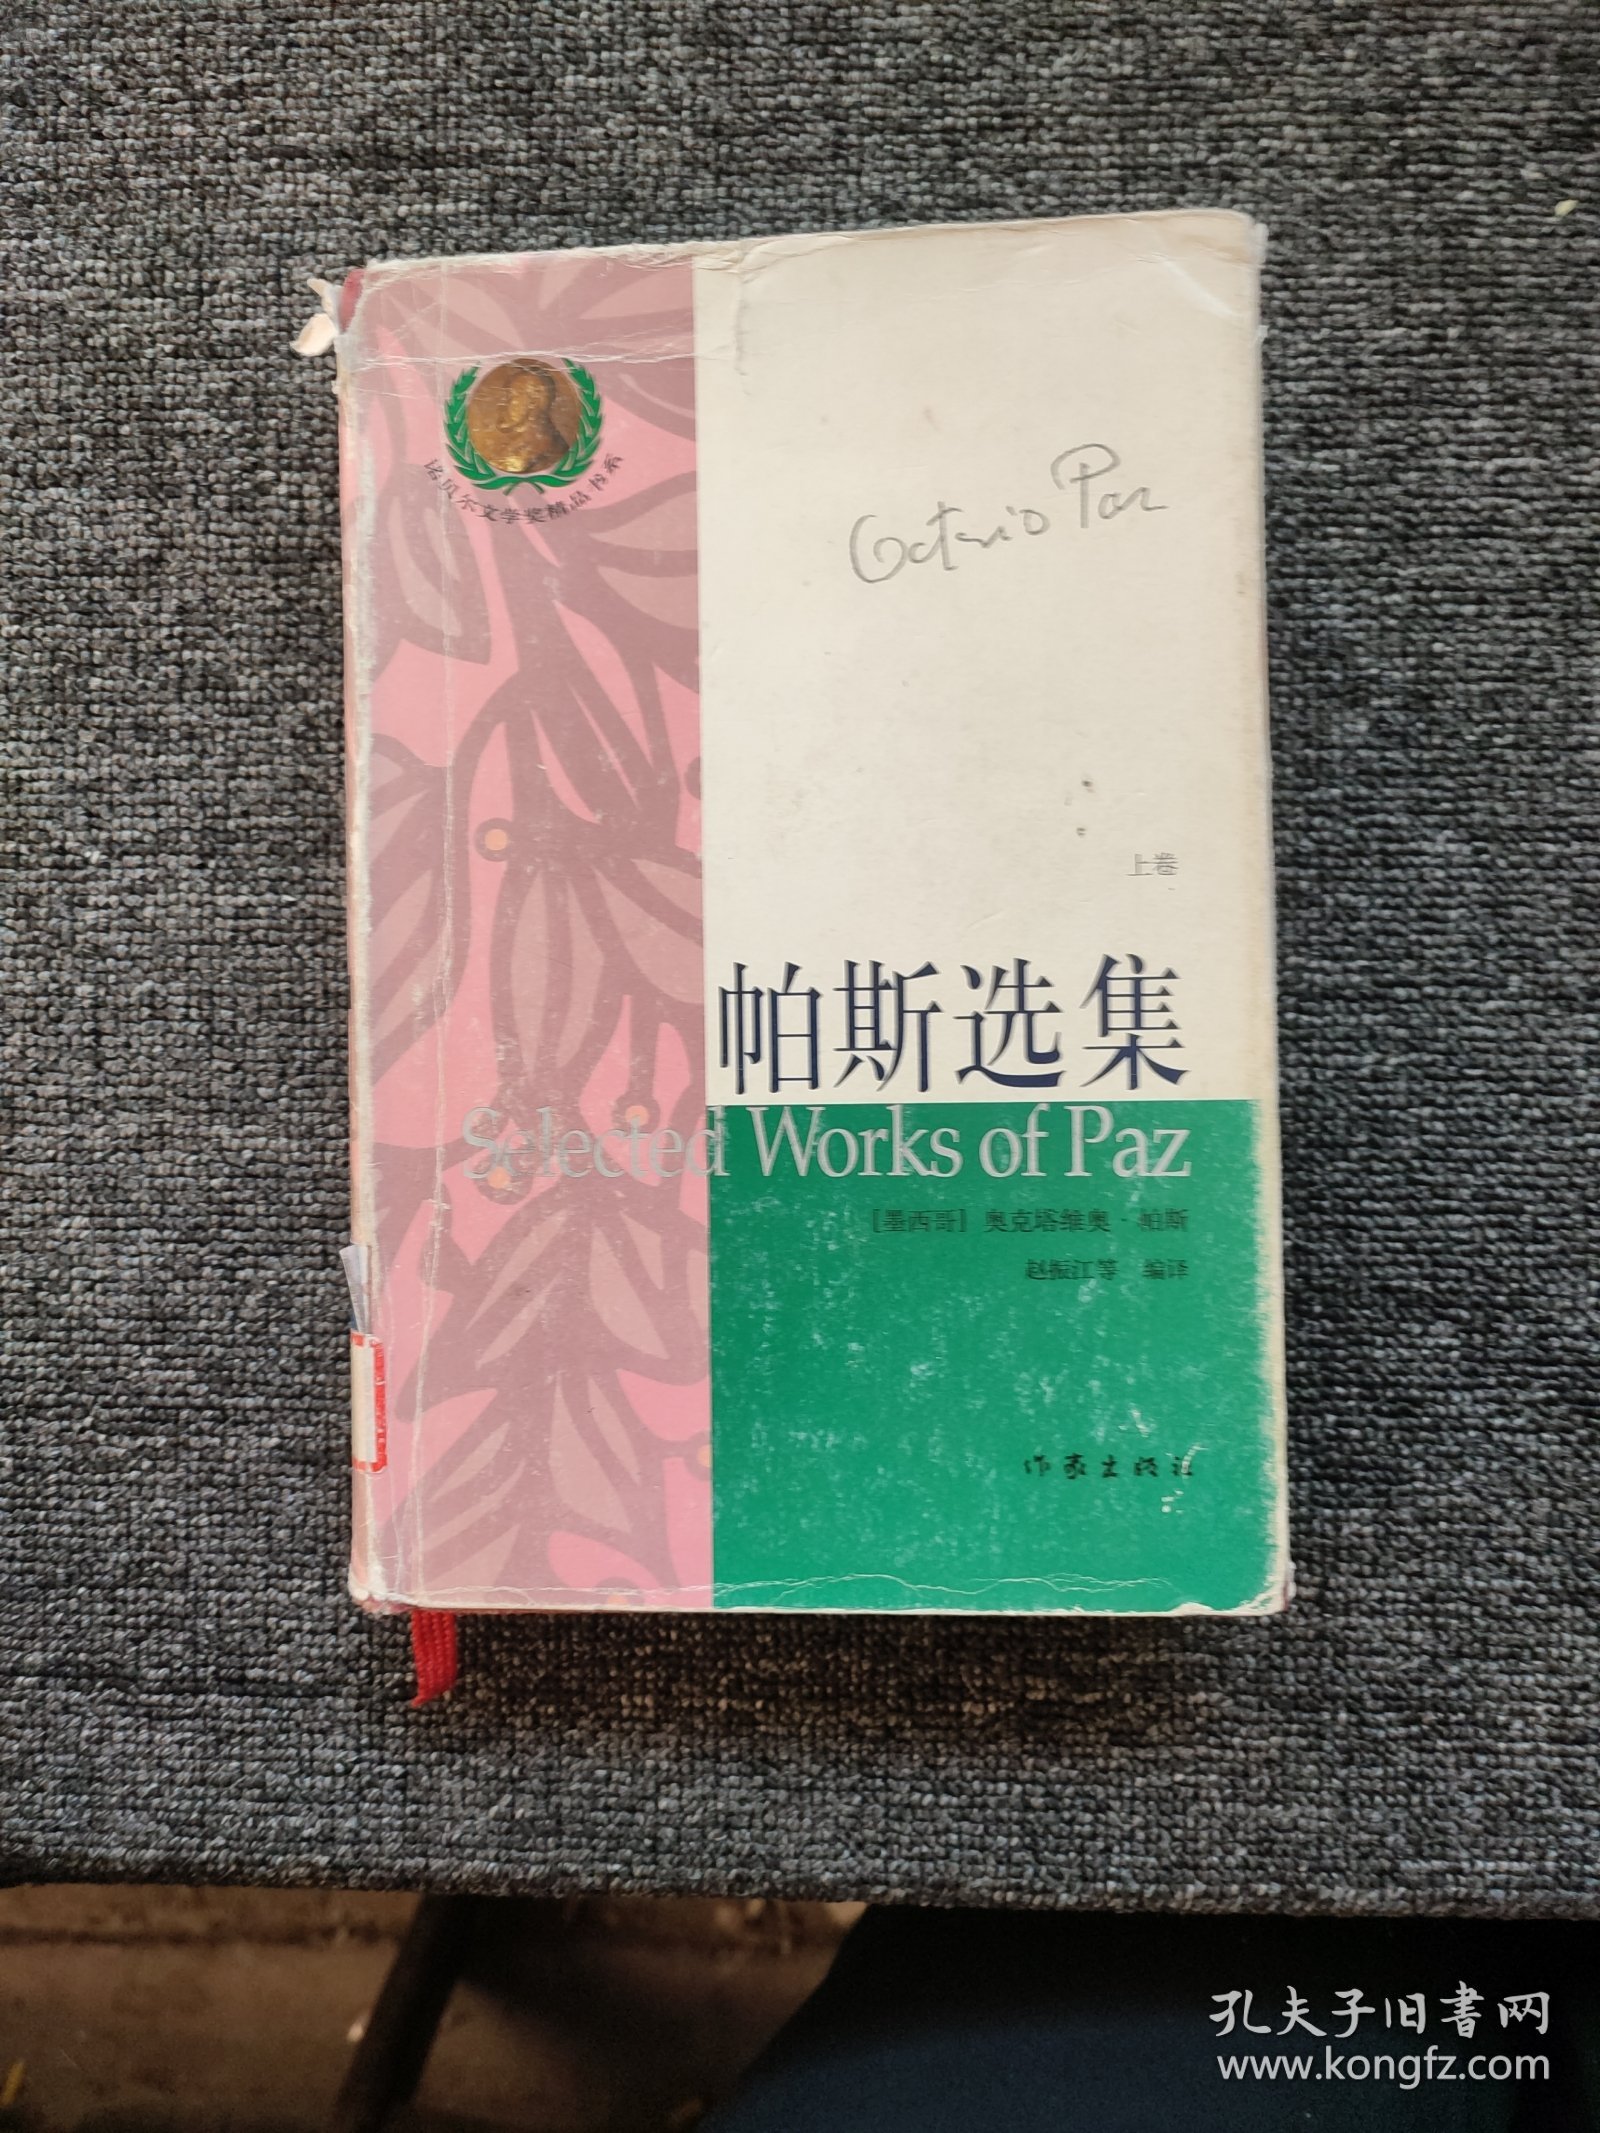 诺贝尔文学奖精品书系
Octavio Paz
上卷
帕斯选集
Selected Works of Paz
[墨西哥] 奥克塔维奥·帕斯
赵振江等 编译
作家出版社
孔夫子旧书网
www.kongfz.com